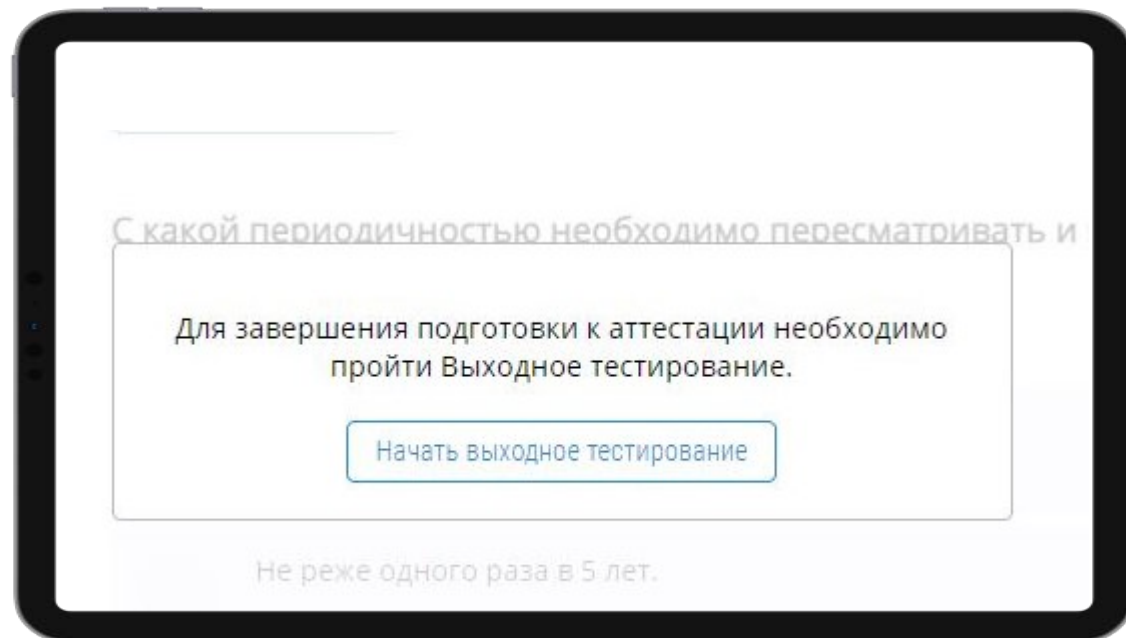 С какой периодичностью необходимо пересматривать и
Для завершения подготовки к аттестации необходимо
пройти Выходное тестирование.
Начать выходное тестирование
Не реже одного раза в 5 лет.